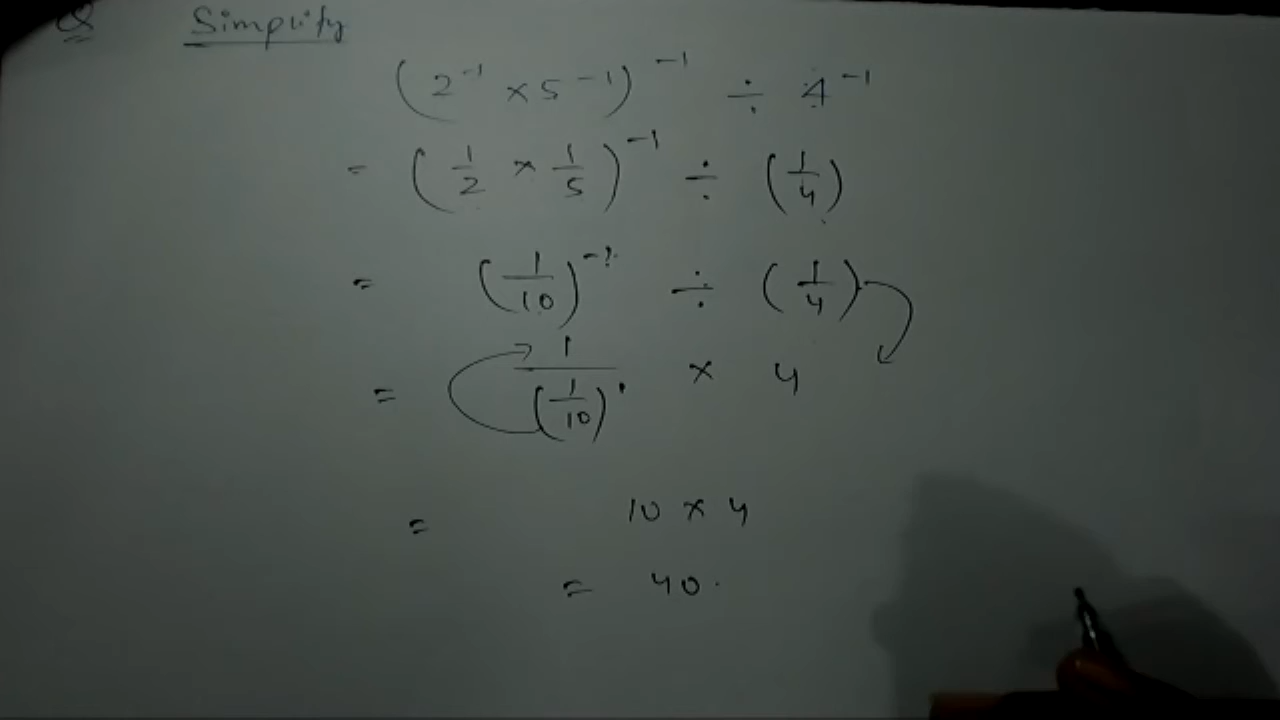 Q Simplify
(2⁻¹ × 5⁻¹)⁻¹ ÷ 4⁻¹
= (1/2 × 1/5)⁻¹ ÷ (1/4)
= (1/10)⁻¹ ÷ (1/4)
= 1/(1/10)¹ × 4
= 10 × 4
= 40.